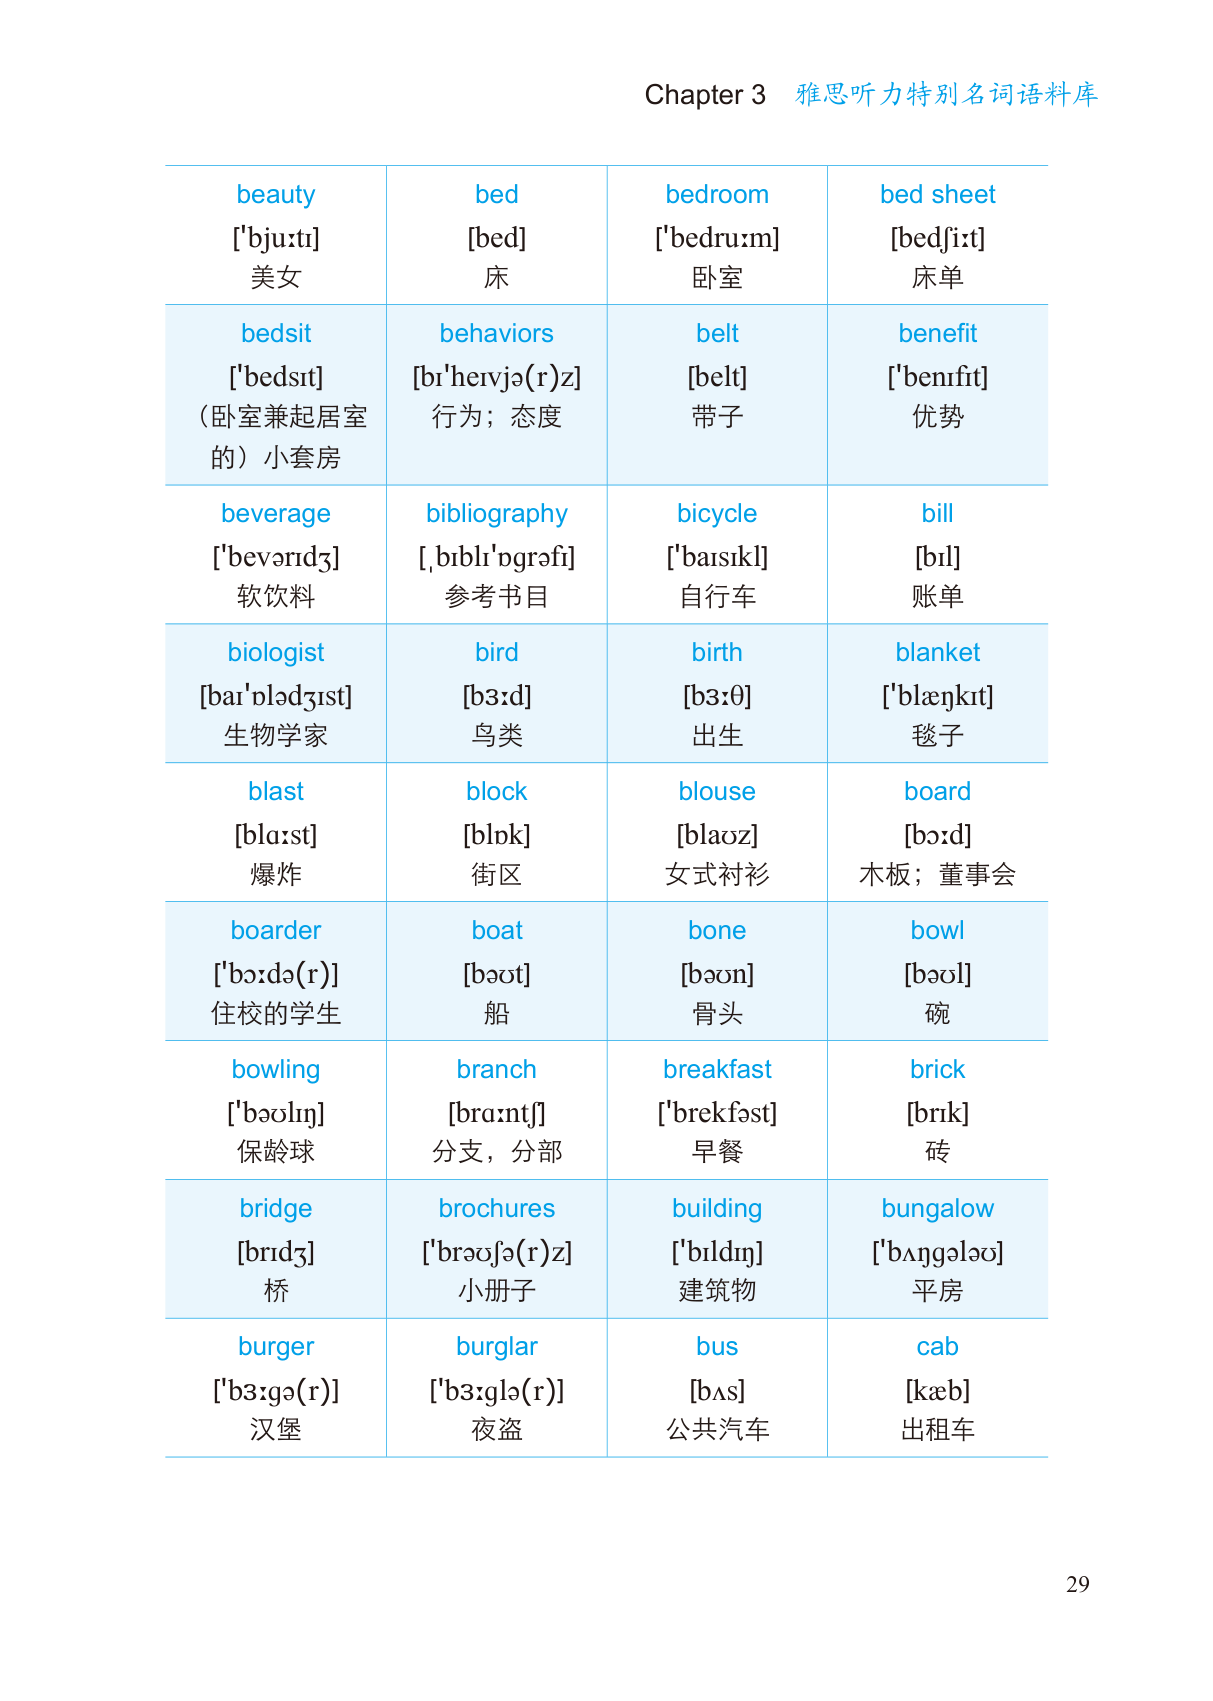 Chapter 3 雅思听力特别名词语料库
beauty bed bedroom bed sheet
['bjuːtɪ] [bed] ['bedruːm] [bedʃiːt]
美女 床 卧室 床单
bedsit behaviors belt benefit
['bedsɪt] [bɪ'heɪvjə(r)z] [belt] ['benɪfɪt]
（卧室兼起居室 行为；态度 带子 优势
的）小套房
beverage bibliography bicycle bill
['bevərɪdʒ] [ˌbɪblɪ'ɒɡrəfɪ] ['baɪsɪkl] [bɪl]
软饮料 参考书目 自行车 账单
biologist bird birth blanket
[baɪ'ɒlədʒɪst] [bɜːd] [bɜːθ] ['blæŋkɪt]
生物学家 鸟类 出生 毯子
blast block blouse board
[blɑːst] [blɒk] [blaʊz] [bɔːd]
爆炸 街区 女式衬衫 木板；董事会
boarder boat bone bowl
['bɔːdə(r)] [bəʊt] [bəʊn] [bəʊl]
住校的学生 船 骨头 碗
bowling branch breakfast brick
['bəʊlɪŋ] [brɑːntʃ] ['brekfəst] [brɪk]
保龄球 分支，分部 早餐 砖
bridge brochures building bungalow
[brɪdʒ] ['brəʊʃə(r)z] ['bɪldɪŋ] ['bʌŋɡələʊ]
桥 小册子 建筑物 平房
burger burglar bus cab
['bɜːɡə(r)] ['bɜːɡlə(r)] [bʌs] [kæb]
汉堡 夜盗 公共汽车 出租车
29